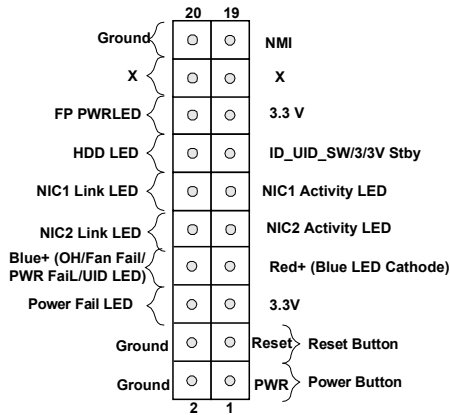 20 19
Ground NMI
X X
FP PWRLED 3.3 V
HDD LED ID_UID_SW/3/3V Stby
NIC1 Link LED NIC1 Activity LED
NIC2 Link LED NIC2 Activity LED
Blue+ (OH/Fan Fail/
PWR FaiL/UID LED) Red+ (Blue LED Cathode)
Power Fail LED 3.3V
Ground Reset Reset Button
Ground PWR Power Button
2 1